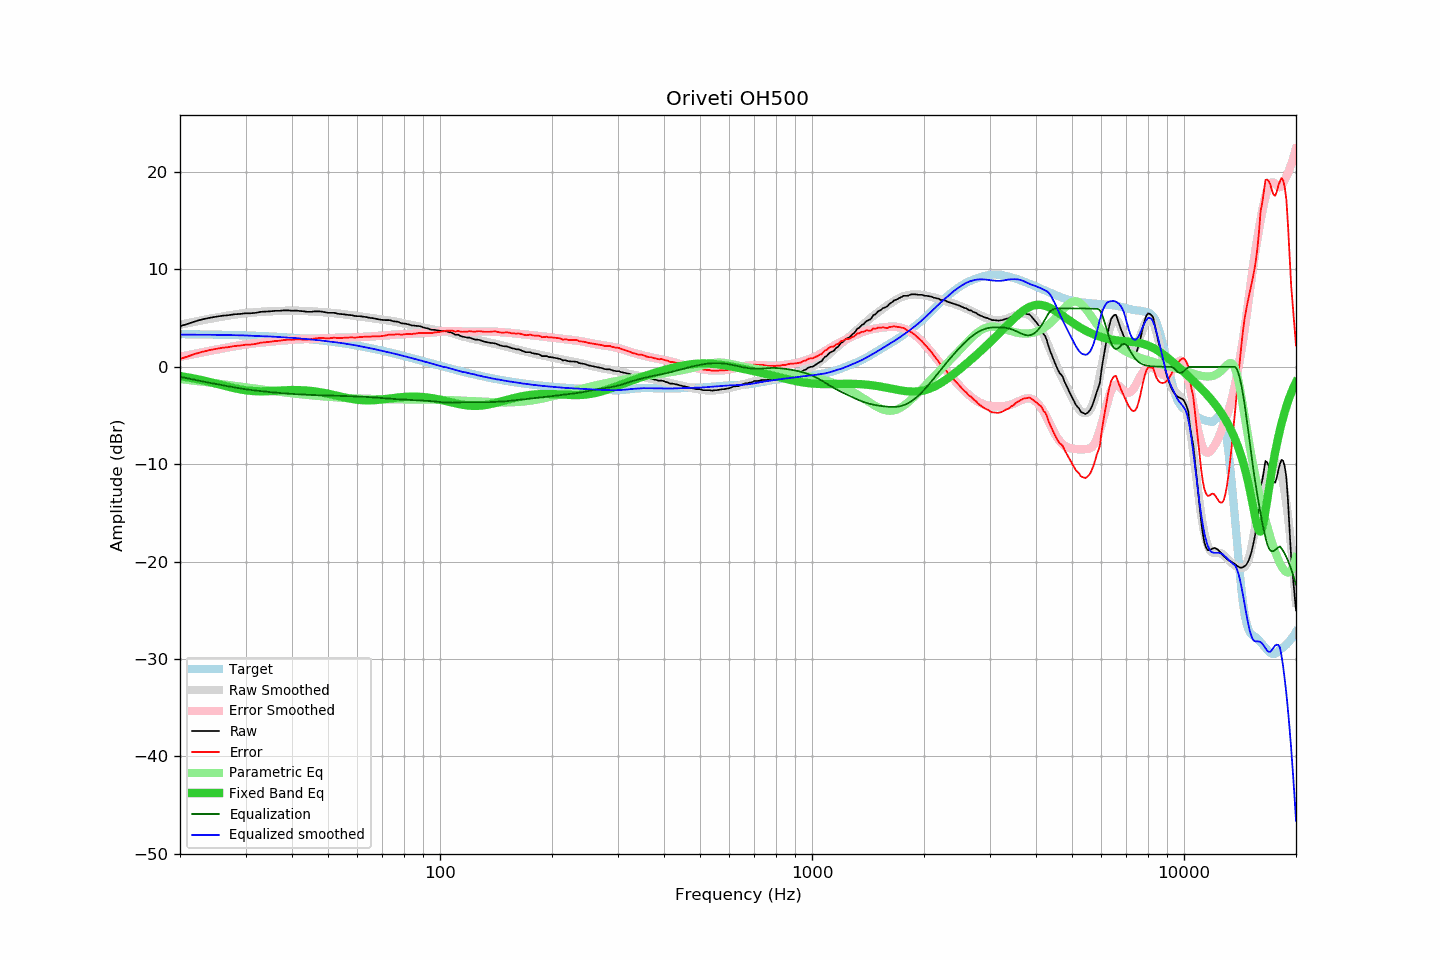 Oriveti OH500
20
10
0
−10
−20
−30
−40
−50
Amplitude (dBr)
Target
Raw Smoothed
Error Smoothed
Raw
Error
Parametric Eq
Fixed Band Eq
Equalization
Equalized smoothed
100
1000
10000
Frequency (Hz)